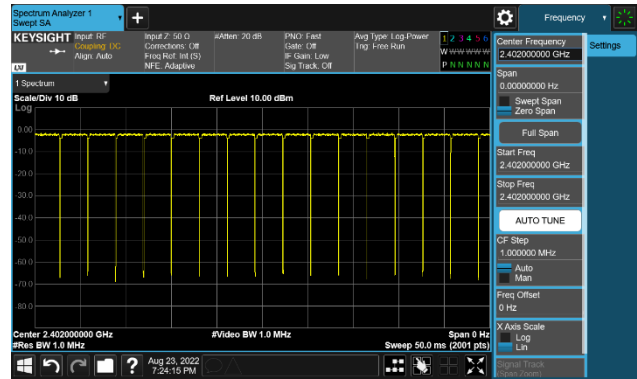 Spectrum Analyzer 1
Swept SA
Frequency
KEYSIGHT
Input: RF
Coupling: DC
Align: Auto
Input Z: 50 Ω
Corrections: Off
Freq Ref: Int (S)
NFE: Adaptive
#Atten: 20 dB
PNO: Fast
Gate: Off
IF Gain: Low
Sig Track: Off
Avg Type: Log-Power
Trig: Free Run
1 2 3 4 5 6
W W W W W W
P N N N N N
LXI
1 Spectrum
Scale/Div 10 dB
Ref Level 10.00 dBm
Log
0.00
-10.0
-20.0
-30.0
-40.0
-50.0
-60.0
-70.0
-80.0
Center 2.402000000 GHz
#Video BW 1.0 MHz
Span 0 Hz
#Res BW 1.0 MHz
Sweep 50.0 ms (2001 pts)
Aug 23, 2022
7:24:15 PM
?
Center Frequency
2.402000000 GHz
Settings
Span
0.00000000 Hz
Swept Span
Zero Span
Full Span
Start Freq
2.402000000 GHz
Stop Freq
2.402000000 GHz
AUTO TUNE
CF Step
1.000000 MHz
Auto
Man
Freq Offset
0 Hz
X Axis Scale
Log
Lin
Signal Track
(Span Zoom)